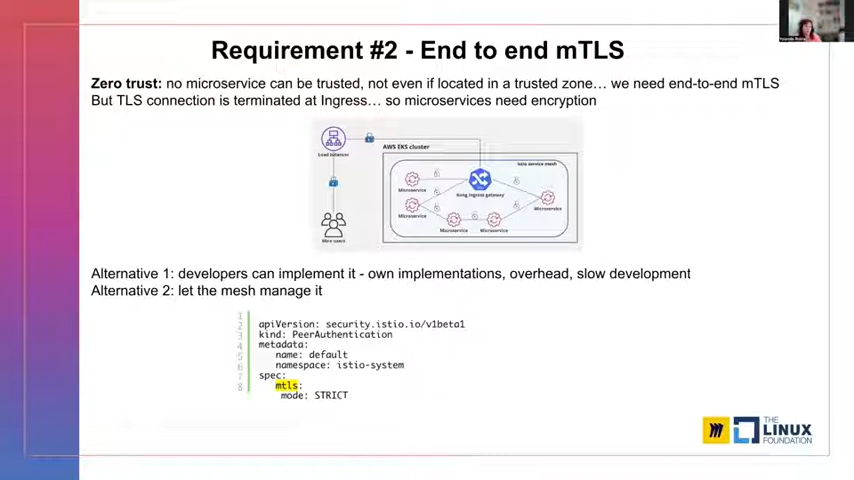 Requirement #2 - End to end mTLS
Zero trust: no microservice can be trusted, not even if located in a trusted zone… we need end-to-end mTLS
But TLS connection is terminated at Ingress… so microservices need encryption
Load balancer
AWS EKS cluster
Istio service mesh
Microservice
Kong Ingress gateway
Microservice
Microservice
Microservice
Microservice
Miro users
Alternative 1: developers can implement it - own implementations, overhead, slow development
Alternative 2: let the mesh manage it
1
2 apiVersion: security.istio.io/v1beta1
3 kind: PeerAuthentication
4 metadata:
5 name: default
6 namespace: istio-system
7 spec:
8 mtls:
mode: STRICT
THE
LINUX
FOUNDATION